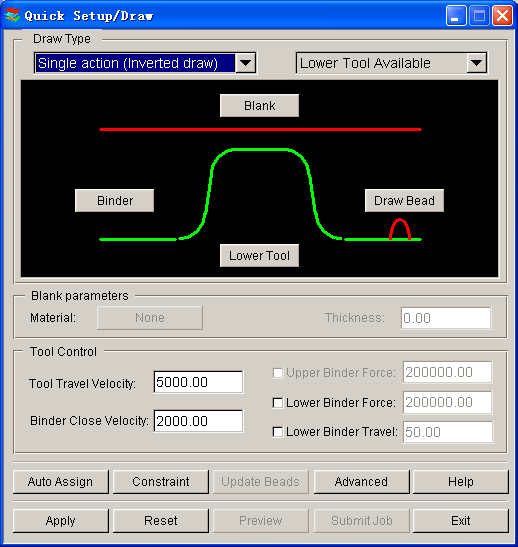 Quick Setup/Draw
Draw Type
Single action (Inverted draw) Lower Tool Available
Blank
Binder Draw Bead
Lower Tool
Blank parameters
Material: None Thickness: 0.00
Tool Control
Tool Travel Velocity: 5000.00 Upper Binder Force: 200000.00
Lower Binder Force: 200000.00
Binder Close Velocity: 2000.00 Lower Binder Travel: 50.00
Auto Assign Constraint Update Beads Advanced Help
Apply Reset Preview Submit Job Exit